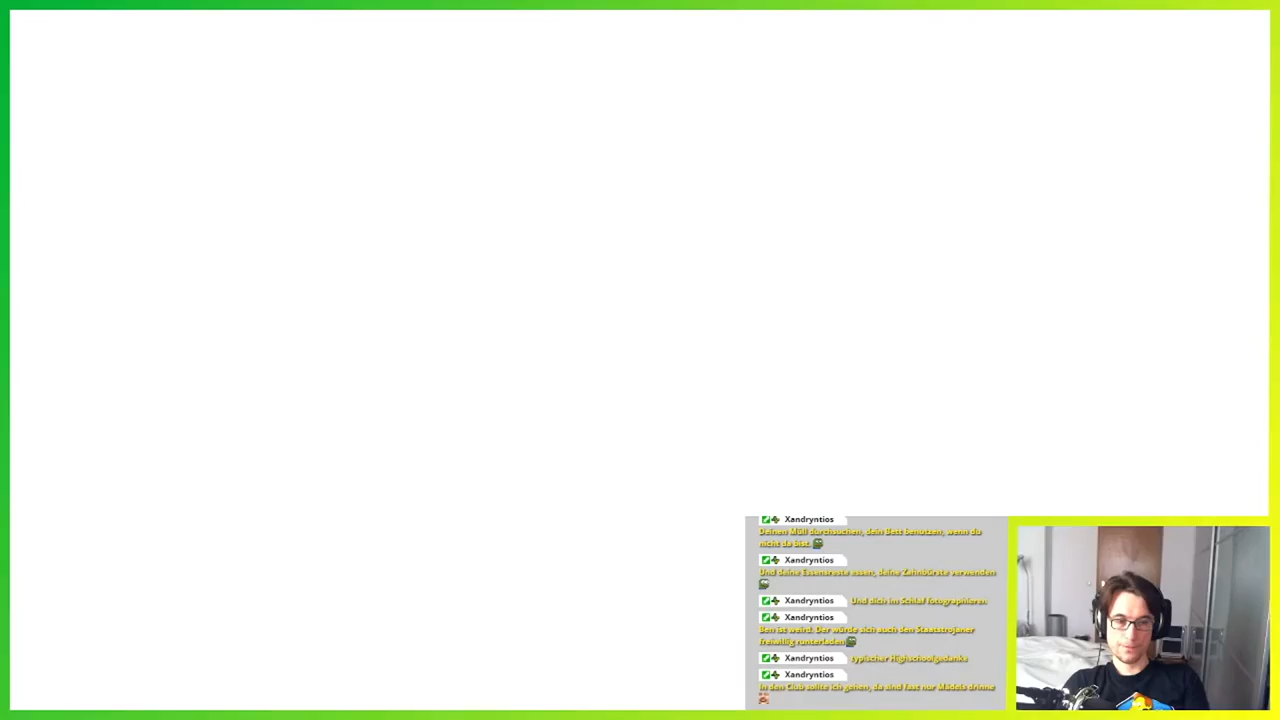 Xandryntios
Deinen Müll durchsuchen, dein Bett benutzen, wenn du
nicht da bist.
Xandryntios
Und deine Essensreste essen, deine Zahnbürste verwenden
Xandryntios Und dich im Schlaf fotographieren
Xandryntios
Ben ist weird. Der würde sich auch den Staatstrojaner
freiwillig runterladen
Xandryntios typischer Highschoolgedanke
Xandryntios
In den Club sollte ich gehen, da sind fast nur Mädels drinne